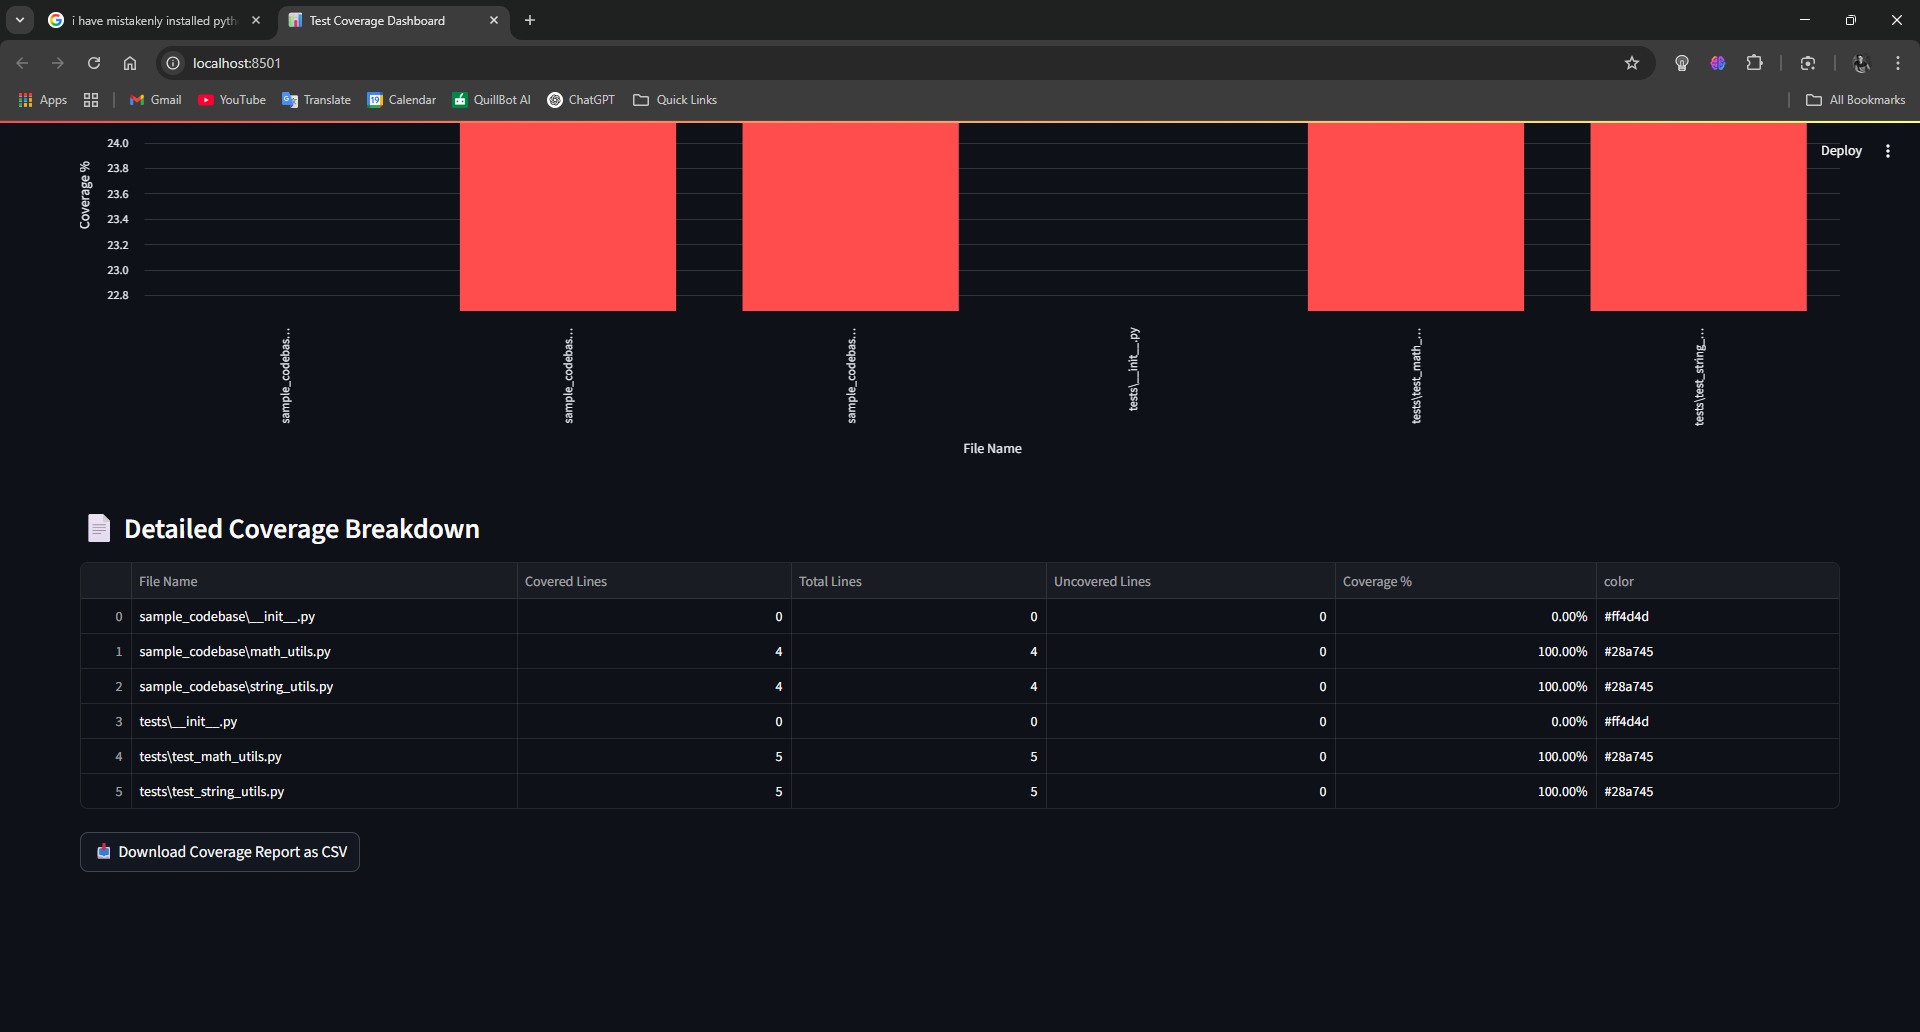 i have mistakenly installed pyth
Test Coverage Dashboard
localhost:8501
Apps
Gmail
YouTube
Translate
19
Calendar
QuillBot AI
ChatGPT
Quick Links
All Bookmarks
Deploy
Coverage %
24.0
23.8
23.6
23.4
23.2
23.0
22.8
sample_codebas...
sample_codebas...
sample_codebas...
tests\__init__.py
tests\test_math_...
tests\test_string_...
File Name
Detailed Coverage Breakdown
File Name Covered Lines Total Lines Uncovered Lines Coverage % color
0 sample_codebase\__init__.py 0 0 0 0.00% #ff4d4d
1 sample_codebase\math_utils.py 4 4 0 100.00% #28a745
2 sample_codebase\string_utils.py 4 4 0 100.00% #28a745
3 tests\__init__.py 0 0 0 0.00% #ff4d4d
4 tests\test_math_utils.py 5 5 0 100.00% #28a745
5 tests\test_string_utils.py 5 5 0 100.00% #28a745
Download Coverage Report as CSV